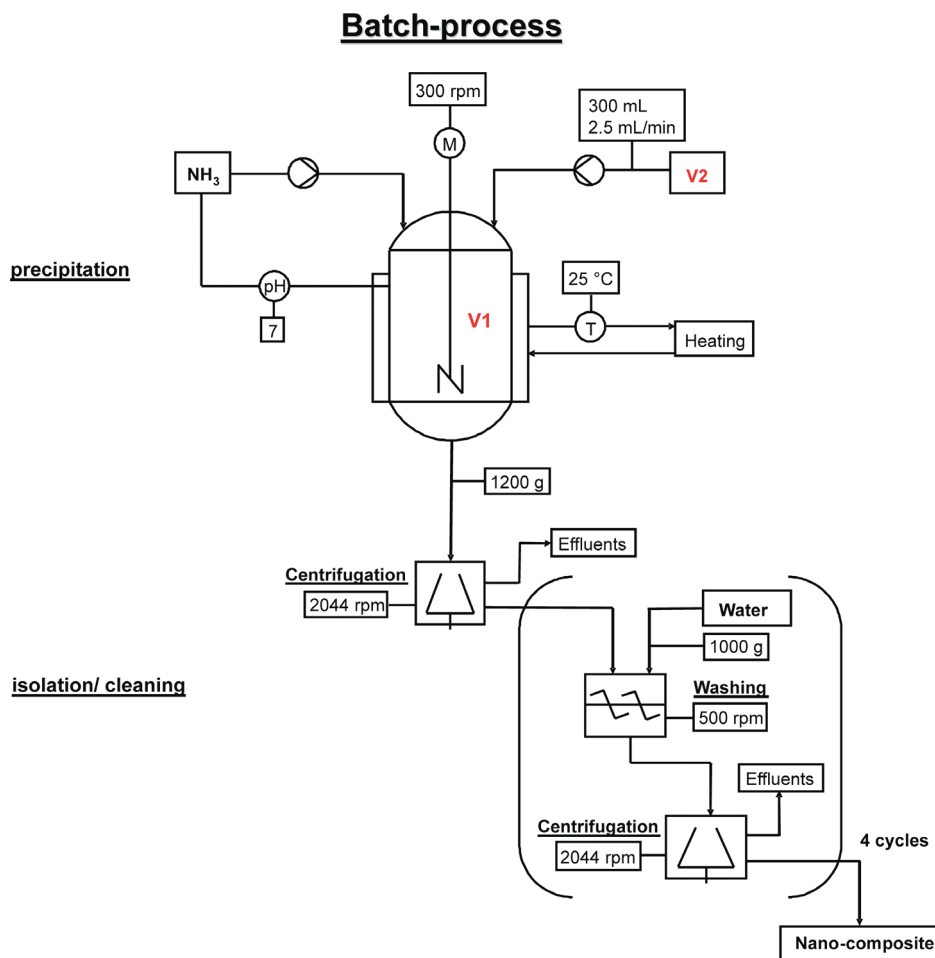 Batch-process
300 rpm
300 mL
2.5 mL/min
M
NH₃
V2
precipitation
25 °C
pH
V1
T
7
Heating
1200 g
Effluents
Centrifugation
2044 rpm
Water
1000 g
isolation/ cleaning
Washing
500 rpm
Effluents
Centrifugation
4 cycles
2044 rpm
Nano-composite